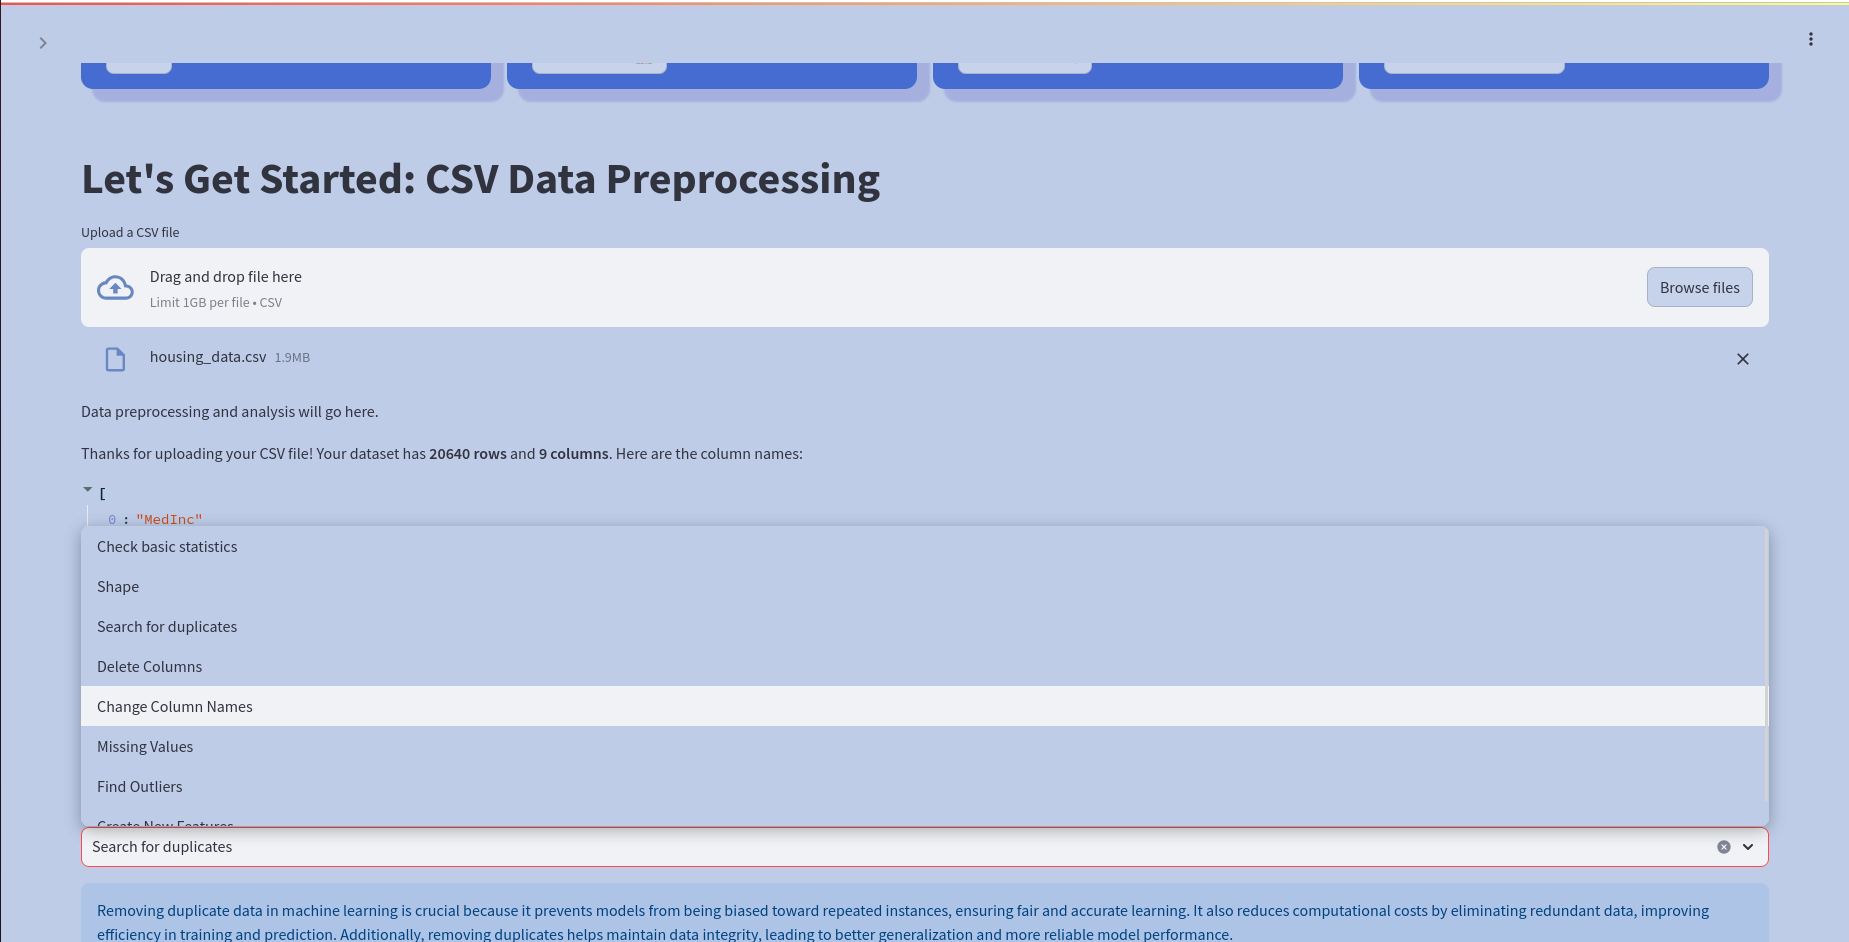 Let's Get Started: CSV Data Preprocessing
Upload a CSV file
Drag and drop file here
Limit 1GB per file • CSV
Browse files
housing_data.csv 1.9MB
Data preprocessing and analysis will go here.
Thanks for uploading your CSV file! Your dataset has 20640 rows and 9 columns. Here are the column names:
[
0 : "MedInc"
Check basic statistics
Shape
Search for duplicates
Delete Columns
Change Column Names
Missing Values
Find Outliers
Create New Features
Search for duplicates
Removing duplicate data in machine learning is crucial because it prevents models from being biased toward repeated instances, ensuring fair and accurate learning. It also reduces computational costs by eliminating redundant data, improving
efficiency in training and prediction. Additionally, removing duplicates helps maintain data integrity, leading to better generalization and more reliable model performance.